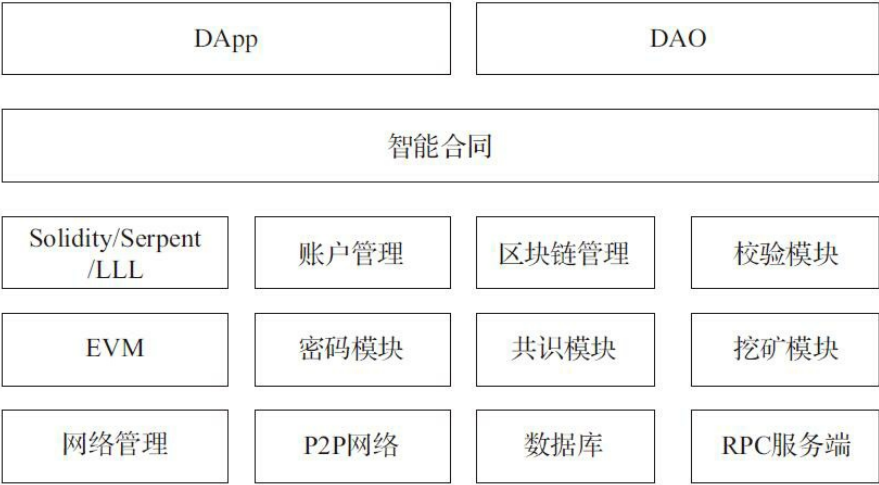 DApp
DAO
智能合同
Solidity/Serpent
/LLL
账户管理
区块链管理
校验模块
EVM
密码模块
共识模块
挖矿模块
网络管理
P2P网络
数据库
RPC服务端